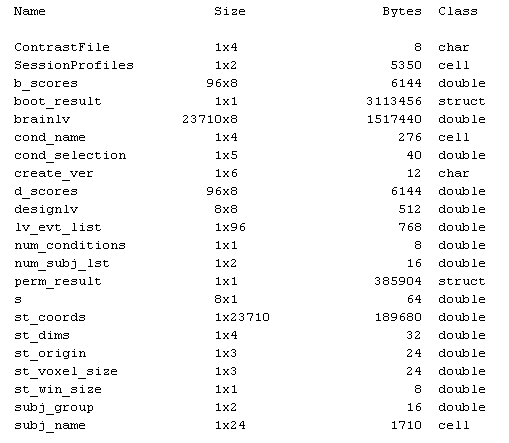 Name Size Bytes Class
ContrastFile 1x4 8 char
SessionProfiles 1x2 5350 cell
b_scores 96x8 6144 double
boot_result 1x1 3113456 struct
brainlv 23710x8 1517440 double
cond_name 1x4 276 cell
cond_selection 1x5 40 double
create_ver 1x6 12 char
d_scores 96x8 6144 double
designlv 8x8 512 double
lv_evt_list 1x96 768 double
num_conditions 1x1 8 double
num_subj_lst 1x2 16 double
perm_result 1x1 385904 struct
s 8x1 64 double
st_coords 1x23710 189680 double
st_dims 1x4 32 double
st_origin 1x3 24 double
st_voxel_size 1x3 24 double
st_win_size 1x1 8 double
subj_group 1x2 16 double
subj_name 1x24 1710 cell